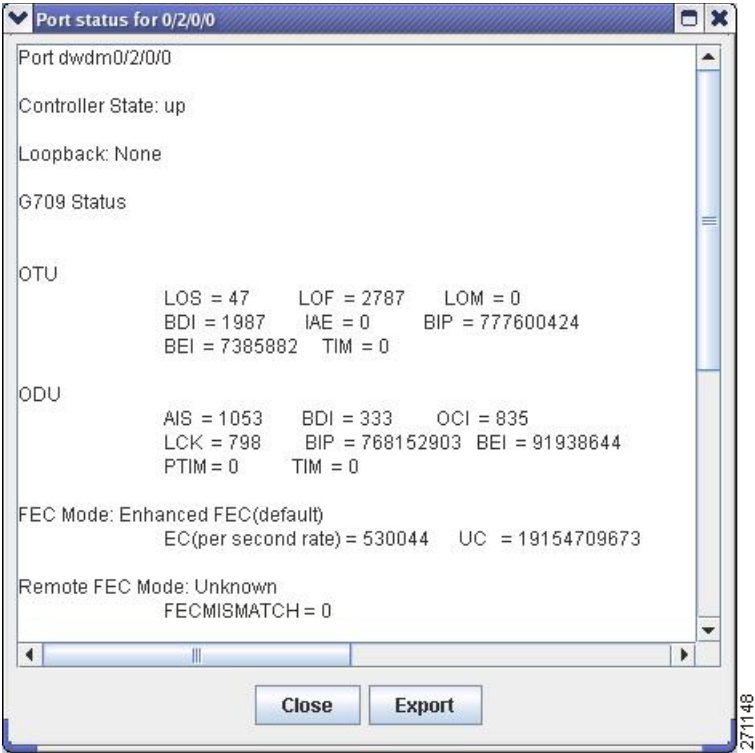 Port status for 0/2/0/0
Port dwdm0/2/0/0
Controller State: up
Loopback: None
G709 Status
OTU
LOS = 47 LOF = 2787 LOM = 0
BDI = 1987 IAE = 0 BIP = 777600424
BEI = 7385882 TIM = 0
ODU
AIS = 1053 BDI = 333 OCI = 835
LCK = 798 BIP = 768152903 BEI = 91938644
PTIM = 0 TIM = 0
FEC Mode: Enhanced FEC(default)
EC(per second rate) = 530044 UC = 19154709673
Remote FEC Mode: Unknown
FECMISMATCH = 0
Close Export
271148